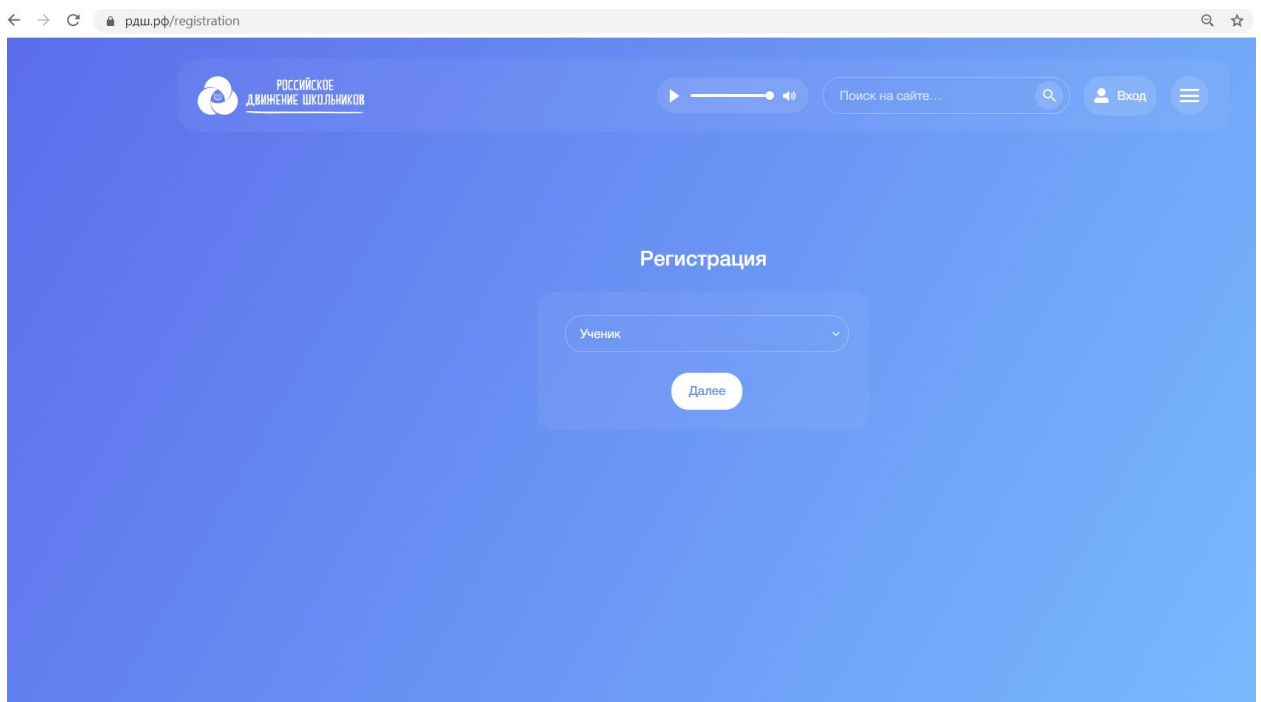 рдш.рф/registration
РОССИЙСКОЕ
ДВИЖЕНИЕ ШКОЛЬНИКОВ
Поиск на сайте...
Вход
Регистрация
Ученик
Далее